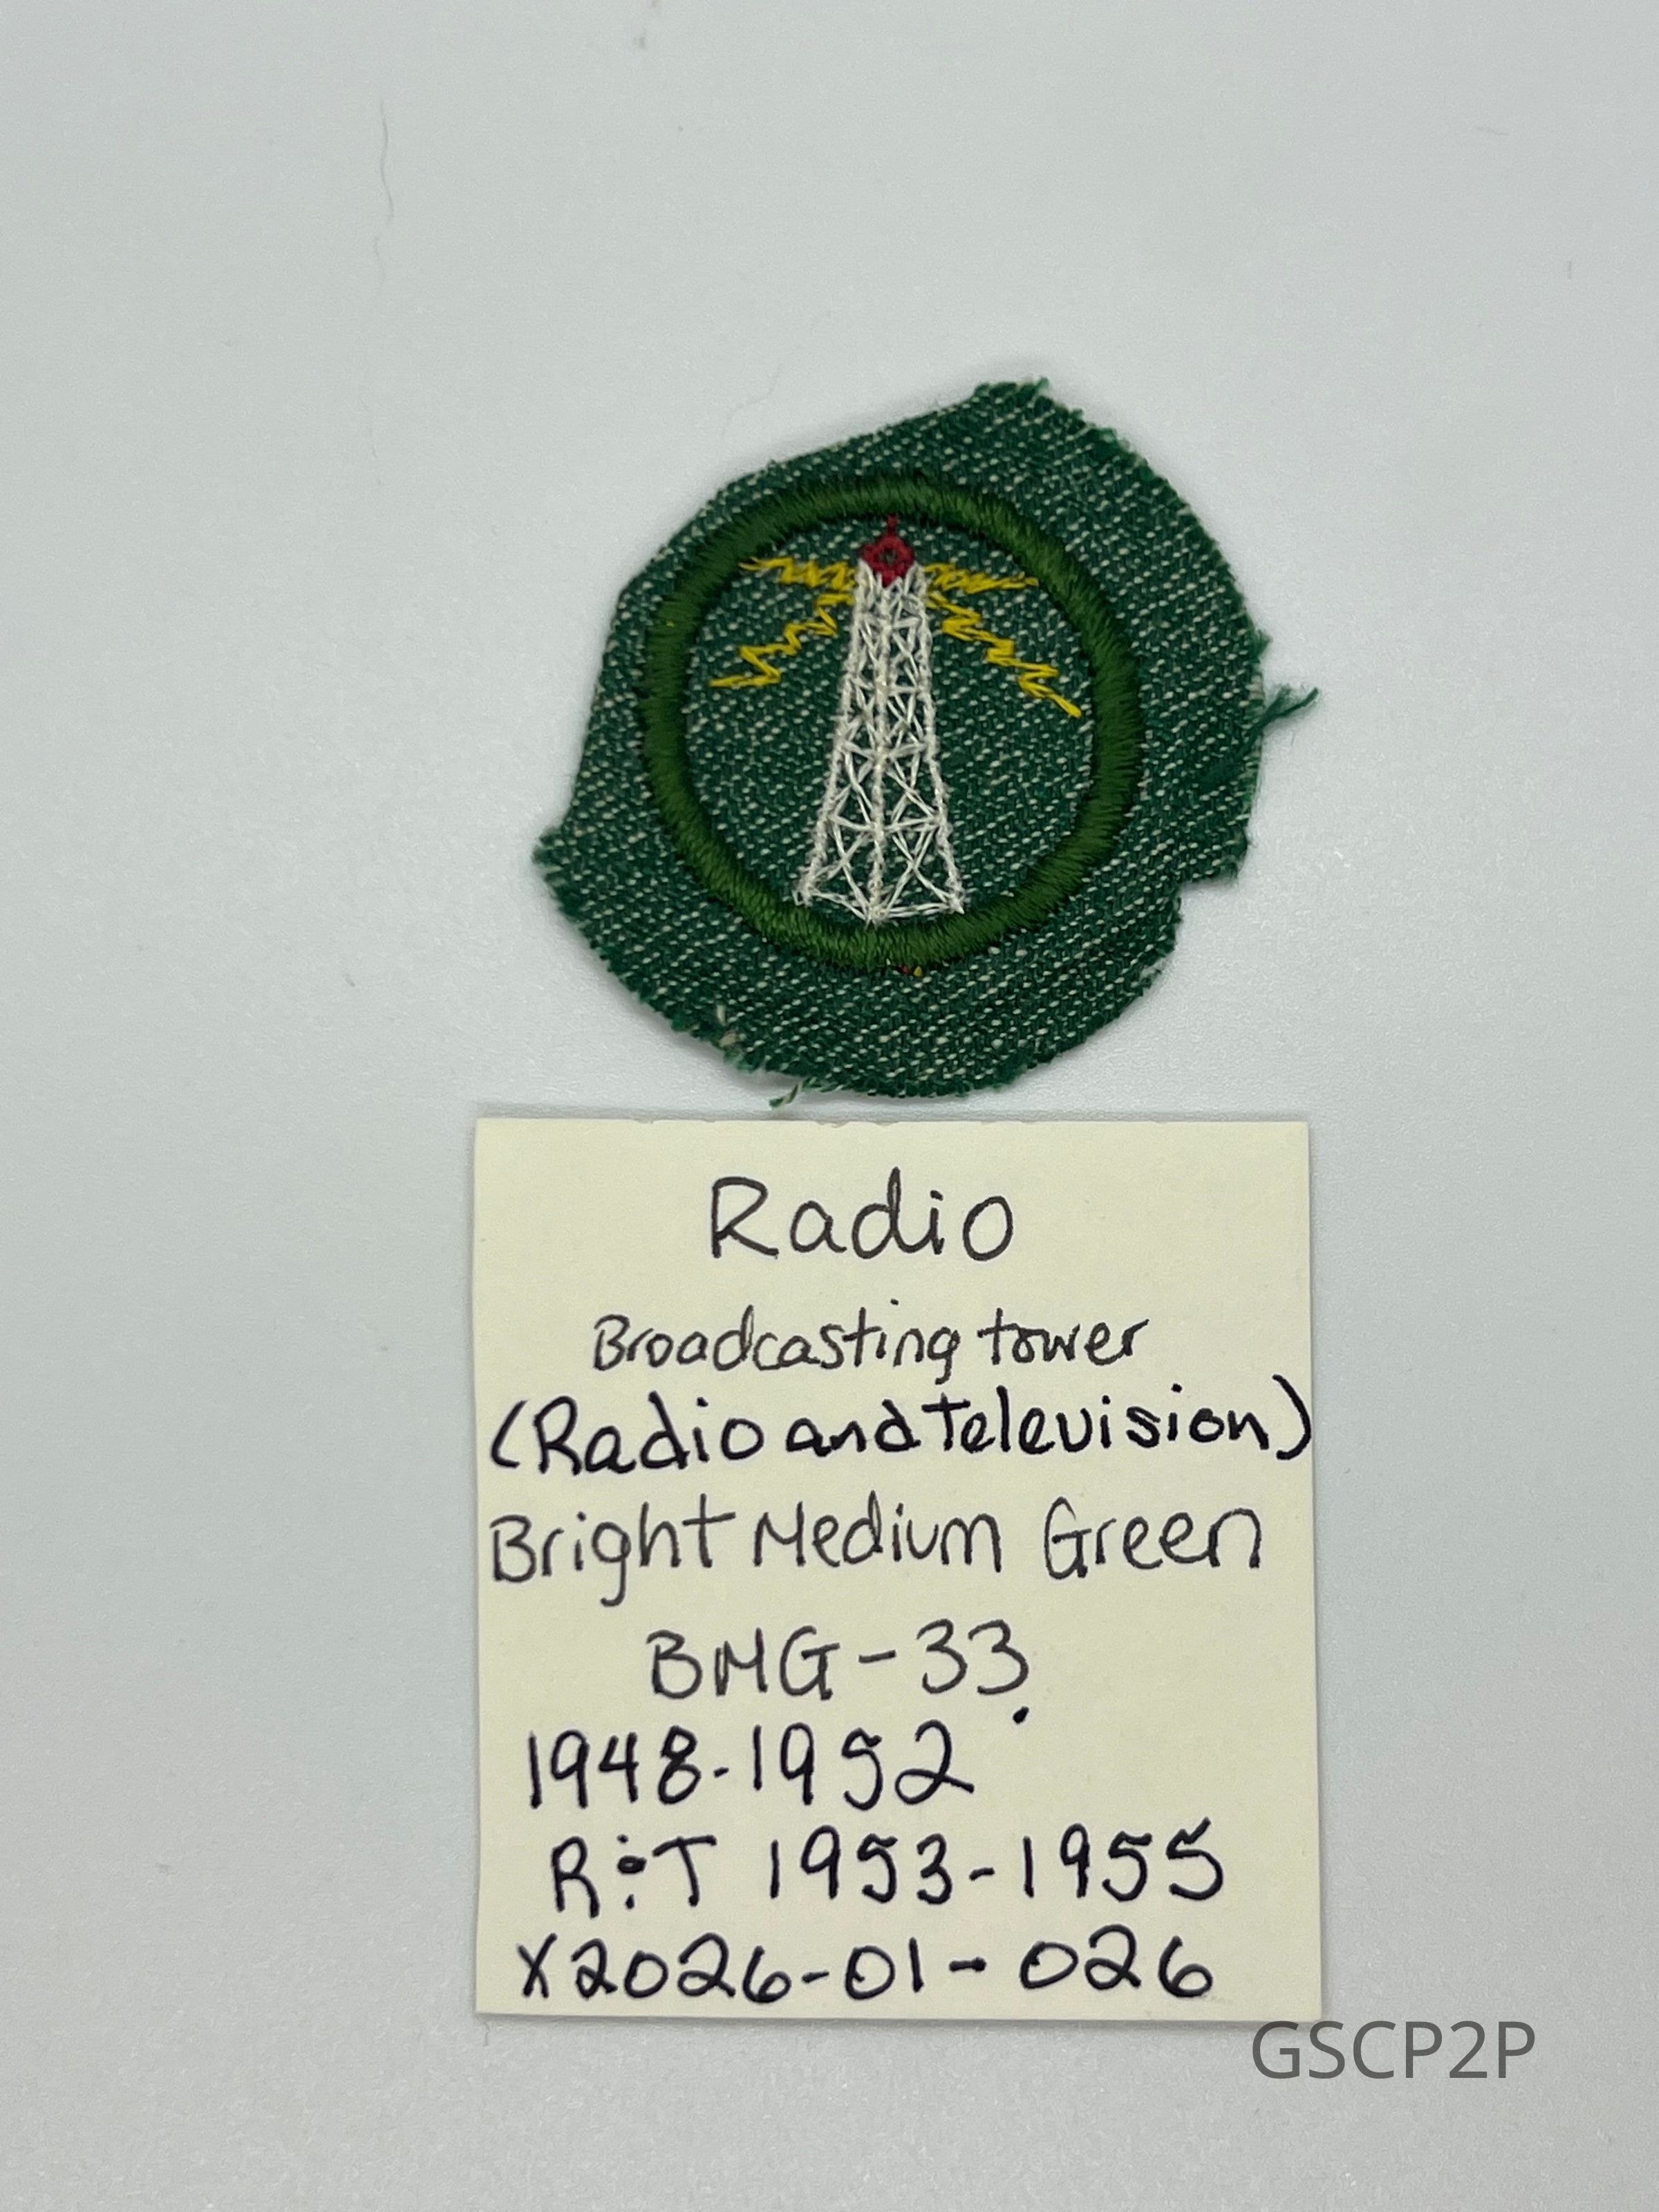 Radio
Broadcasting tower
(Radio and Television)
Bright Medium Green
BMG-33
1948-1952
R÷T 1953-1955
X2026-01-026
GSCP2P